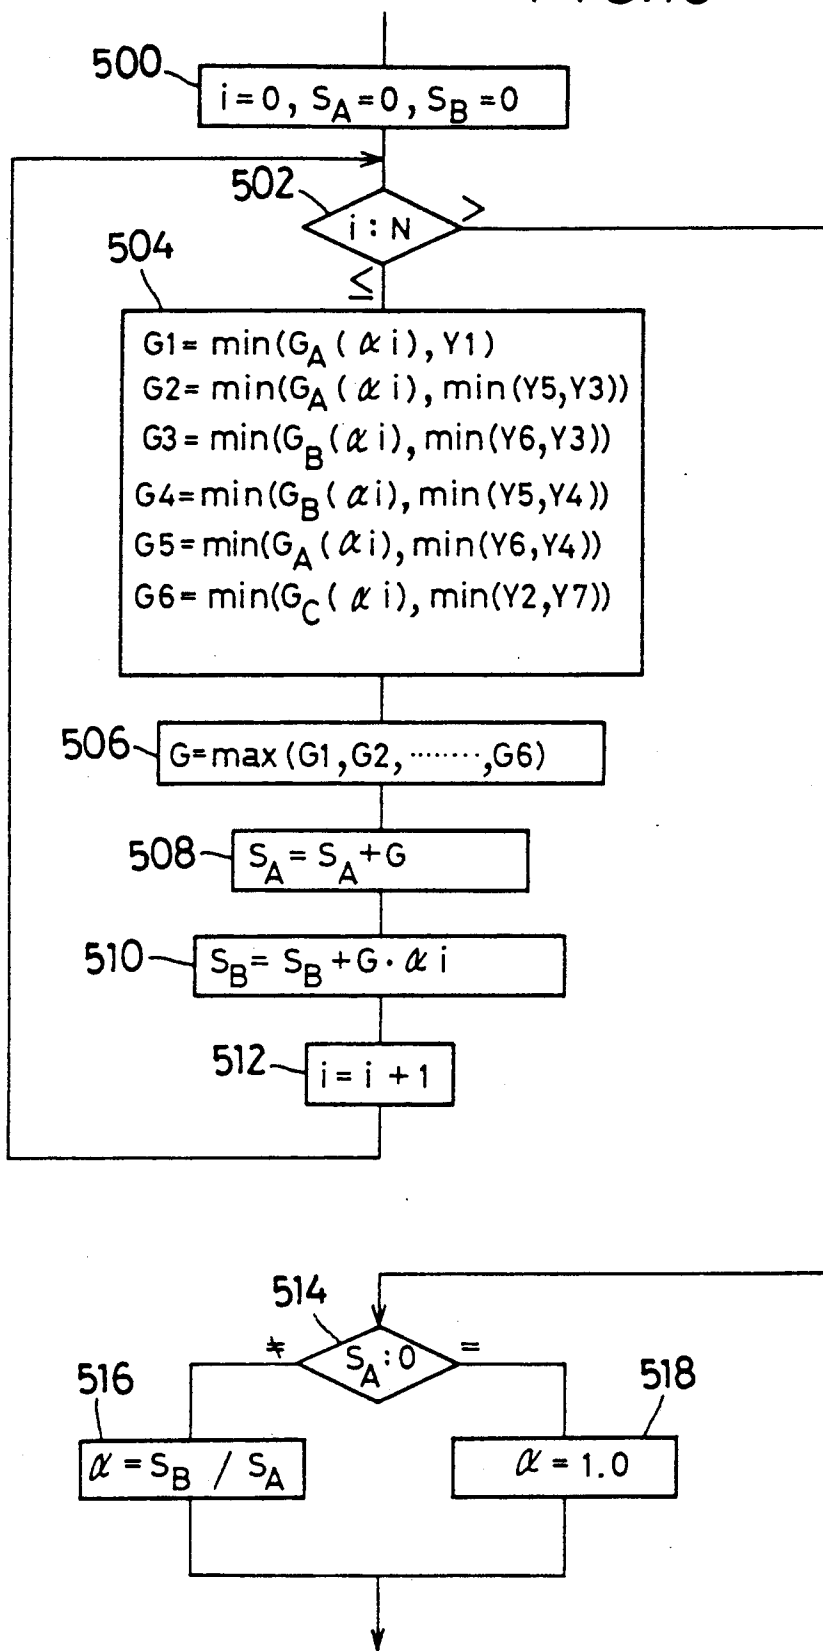 500
i=0, S_A=0, S_B=0
502
i : N
>
≤
504
G1= min(G_A(αi), Y1)
G2= min(G_A(αi), min(Y5,Y3))
G3= min(G_B(αi), min(Y6,Y3))
G4=min(G_B(αi), min(Y5,Y4))
G5=min(G_A(αi), min(Y6,Y4))
G6=min(G_C(αi), min(Y2,Y7))
506
G=max(G1,G2,········,G6)
508
S_A= S_A+G
510
S_B= S_B+G·αi
512
i= i +1
514
≠
S_A:0
=
516
α=S_B / S_A
518
α=1.0